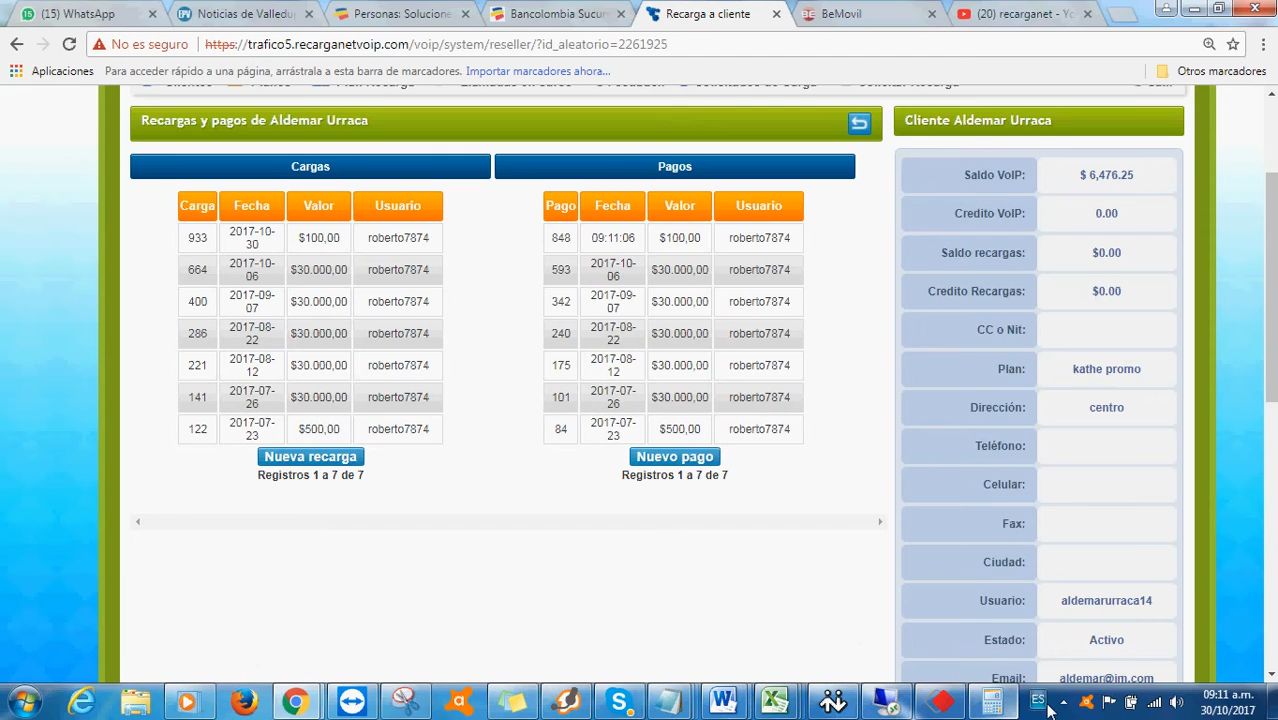 (15) WhatsApp
Noticias de Valledu
Personas: Solucione
Bancolombia Sucurs
Recarga a cliente
BeMovil
(20) recarganet - Yo
No es seguro
https://trafico5.recarganetvoip.com/voip/system/reseller/?id_aleatorio=2261925
Aplicaciones
Para acceder rápido a una página, arrástrala a esta barra de marcadores.
Importar marcadores ahora...
Otros marcadores
Recargas y pagos de Aldemar Urraca
Cliente Aldemar Urraca
Cargas
Pagos
Carga Fecha Valor Usuario
933 2017-10-30 $100,00 roberto7874
664 2017-10-06 $30.000,00 roberto7874
400 2017-09-07 $30.000,00 roberto7874
286 2017-08-22 $30.000,00 roberto7874
221 2017-08-12 $30.000,00 roberto7874
141 2017-07-26 $30.000,00 roberto7874
122 2017-07-23 $500,00 roberto7874
Nueva recarga
Registros 1 a 7 de 7
Pago Fecha Valor Usuario
848 09:11:06 $100,00 roberto7874
593 2017-10-06 $30.000,00 roberto7874
342 2017-09-07 $30.000,00 roberto7874
240 2017-08-22 $30.000,00 roberto7874
175 2017-08-12 $30.000,00 roberto7874
101 2017-07-26 $30.000,00 roberto7874
84 2017-07-23 $500,00 roberto7874
Nuevo pago
Registros 1 a 7 de 7
Saldo VoIP: $ 6,476.25
Credito VoIP: 0.00
Saldo recargas: $0.00
Credito Recargas: $0.00
CC o Nit:
Plan: kathe promo
Dirección: centro
Teléfono:
Celular:
Fax:
Ciudad:
Usuario: aldemarurraca14
Estado: Activo
Email: aldemar@im.com
ES
09:11 a.m.
30/10/2017